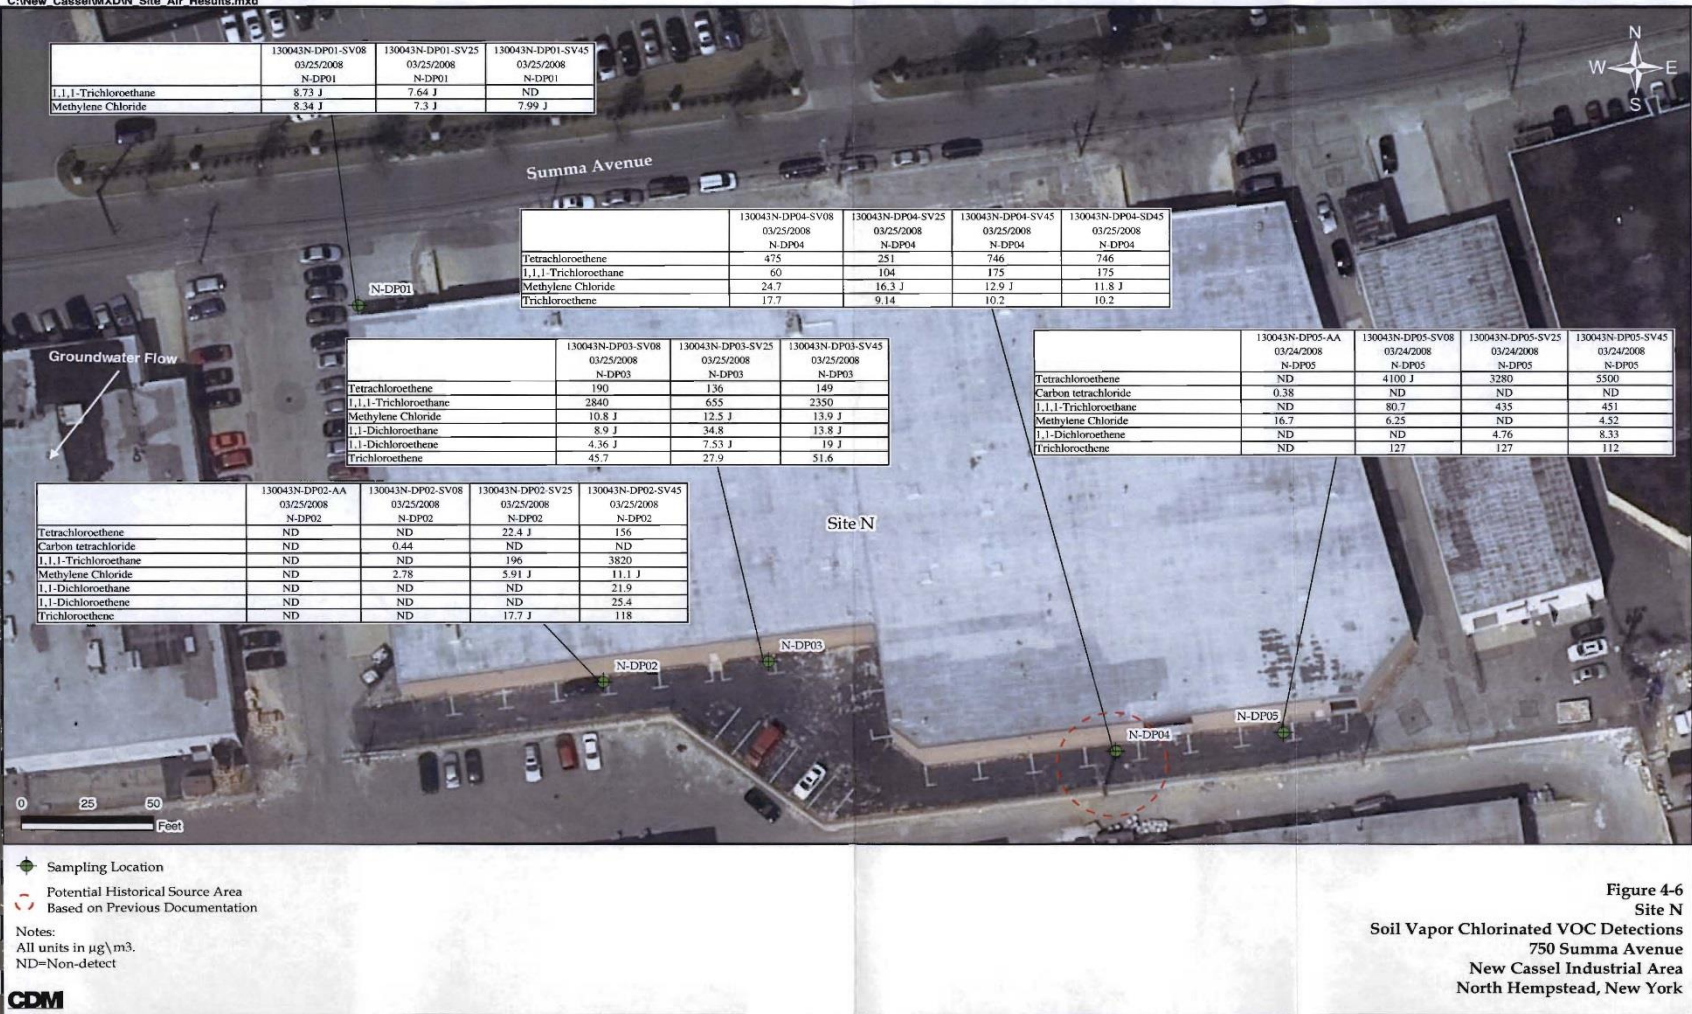 C:\New_Cassel\MXD\N_Site_Air_Results.mxd
130043N-DP01-SV08 130043N-DP01-SV25 130043N-DP01-SV45
03/25/2008 03/25/2008 03/25/2008
N-DP01 N-DP01 N-DP01
1,1,1-Trichloroethane 8.73 J 7.64 J ND
Methylene Chloride 8.34 J 7.3 J 7.99 J
N
W E
S
Summa Avenue
130043N-DP04-SV08 130043N-DP04-SV25 130043N-DP04-SV45 130043N-DP04-SD45
03/25/2008 03/25/2008 03/25/2008 03/25/2008
N-DP04 N-DP04 N-DP04 N-DP04
Tetrachloroethene 475 251 746 746
1,1,1-Trichloroethane 60 104 175 175
Methylene Chloride 24.7 16.3 J 12.9 J 11.8 J
Trichloroethene 17.7 9.14 10.2 10.2
N-DP01
Groundwater Flow
130043N-DP03-SV08 130043N-DP03-SV25 130043N-DP03-SV45
03/25/2008 03/25/2008 03/25/2008
N-DP03 N-DP03 N-DP03
Tetrachloroethene 190 136 149
1,1,1-Trichloroethane 2840 655 2350
Methylene Chloride 10.8 J 12.5 J 13.9 J
1,1-Dichloroethane 8.9 J 34.8 13.8 J
1,1-Dichloroethene 4.36 J 7.53 J 19 J
Trichloroethene 45.7 27.9 51.6
130043N-DP05-AA 130043N-DP05-SV08 130043N-DP05-SV25 130043N-DP05-SV45
03/24/2008 03/24/2008 03/24/2008 03/24/2008
N-DP05 N-DP05 N-DP05 N-DP05
Tetrachloroethene ND 4100 J 3280 5500
Carbon tetrachloride 0.38 ND ND ND
1,1,1-Trichloroethane ND 80.7 435 451
Methylene Chloride 16.7 6.25 ND 4.52
1,1-Dichloroethene ND ND 4.76 8.33
Trichloroethene ND 127 127 112
130043N-DP02-AA 130043N-DP02-SV08 130043N-DP02-SV25 130043N-DP02-SV45
03/25/2008 03/25/2008 03/25/2008 03/25/2008
N-DP02 N-DP02 N-DP02 N-DP02
Tetrachloroethene ND ND 22.4 J 156
Carbon tetrachloride ND 0.44 ND ND
1,1,1-Trichloroethane ND ND 196 3820
Methylene Chloride ND 2.78 5.91 J 11.1 J
1,1-Dichloroethane ND ND ND 21.9
1,1-Dichloroethene ND ND ND 25.4
Trichloroethene ND ND 17.7 J 118
Site N
N-DP02
N-DP03
N-DP04
N-DP05
0 25 50
Feet
Sampling Location
Potential Historical Source Area
Based on Previous Documentation
Notes:
All units in µg\m3.
ND=Non-detect
CDM
Figure 4-6
Site N
Soil Vapor Chlorinated VOC Detections
750 Summa Avenue
New Cassel Industrial Area
North Hempstead, New York